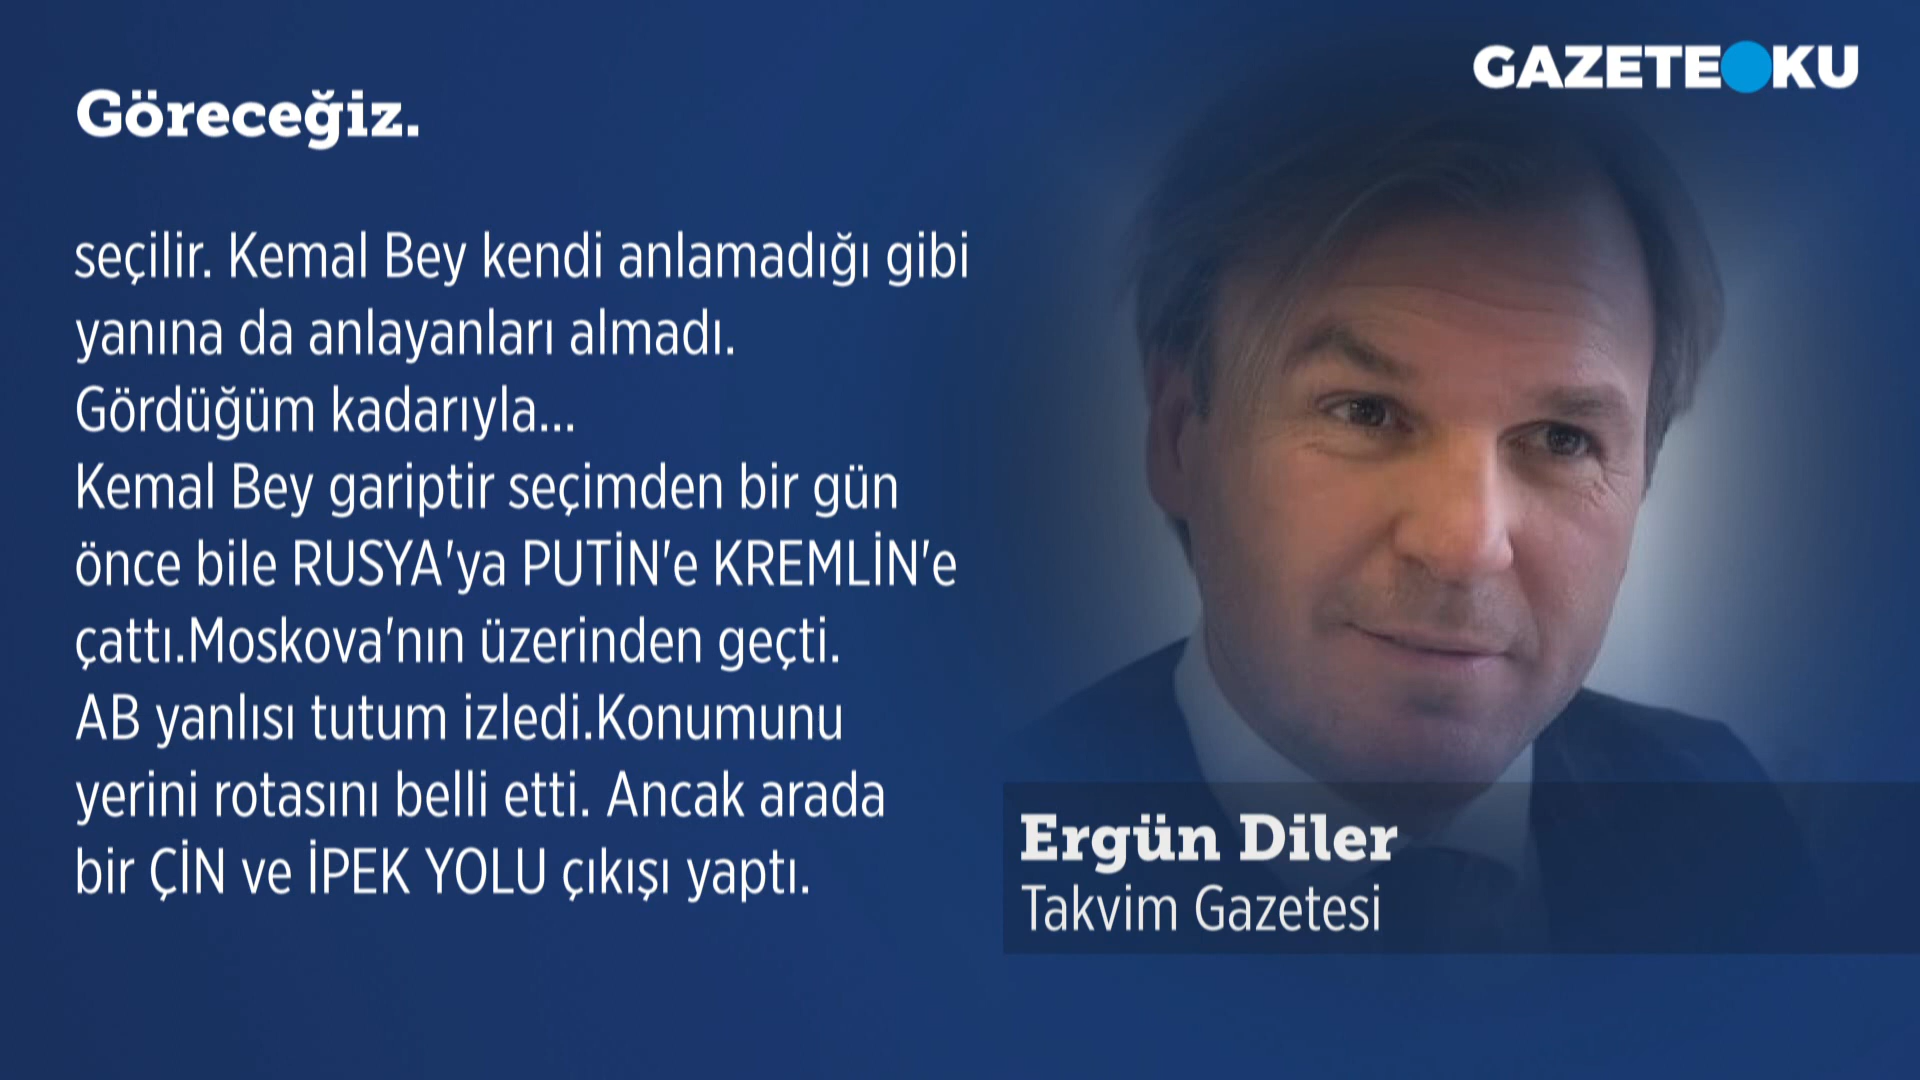 GAZETEOKU
Göreceğiz.
seçilir. Kemal Bey kendi anlamadığı gibi
yanına da anlayanları almadı.
Gördüğüm kadarıyla...
Kemal Bey gariptir seçimden bir gün
önce bile RUSYA'ya PUTİN'e KREMLİN'e
çattı.Moskova'nın üzerinden geçti.
AB yanlısı tutum izledi.Konumunu
yerini rotasını belli etti. Ancak arada
bir ÇİN ve İPEK YOLU çıkışı yaptı.
Ergün Diler
Takvim Gazetesi